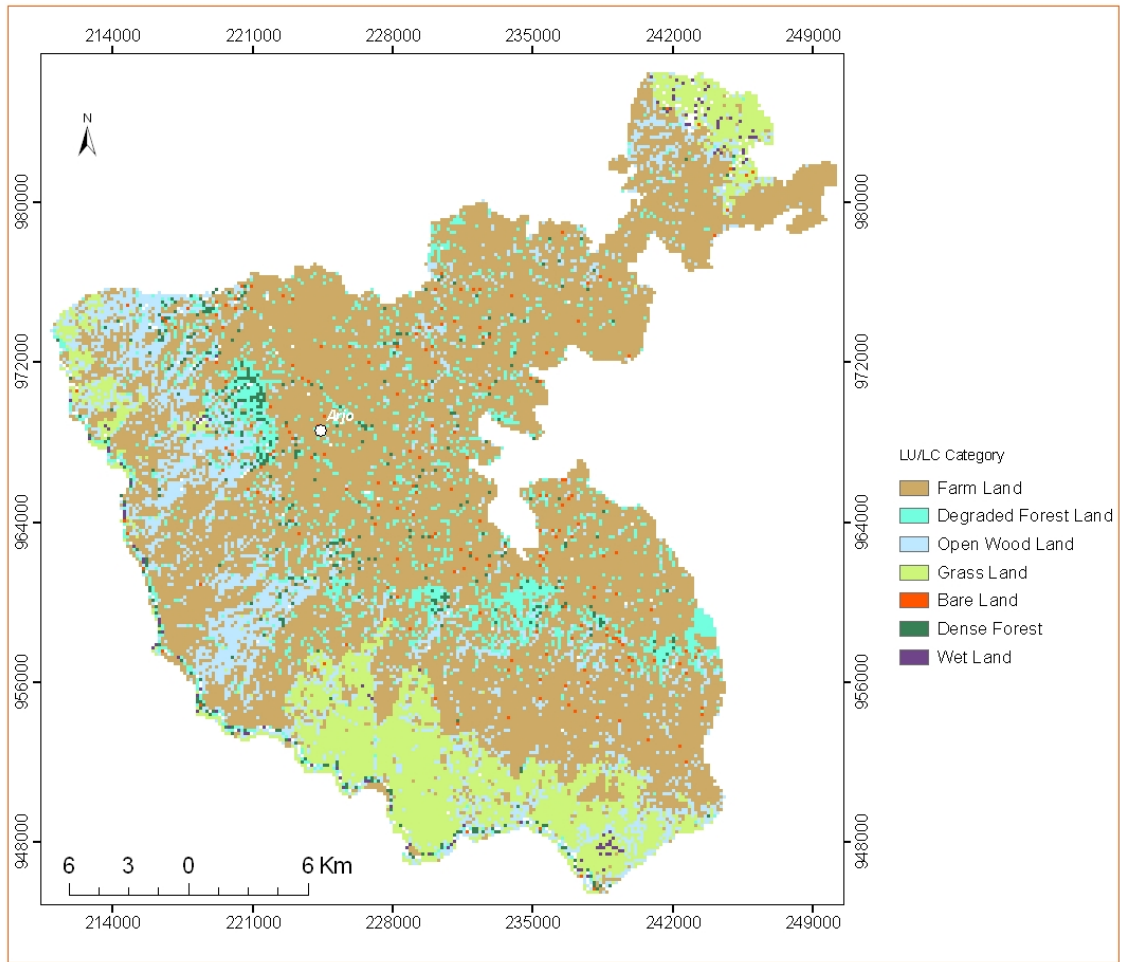 214000 221000 228000 235000 242000 249000
N
980000 980000
972000 972000
Arjo
964000 964000
956000 956000
948000 948000
LU/LC Category
Farm Land
Degraded Forest Land
Open Wood Land
Grass Land
Bare Land
Dense Forest
Wet Land
6 3 0 6 Km
214000 221000 228000 235000 242000 249000